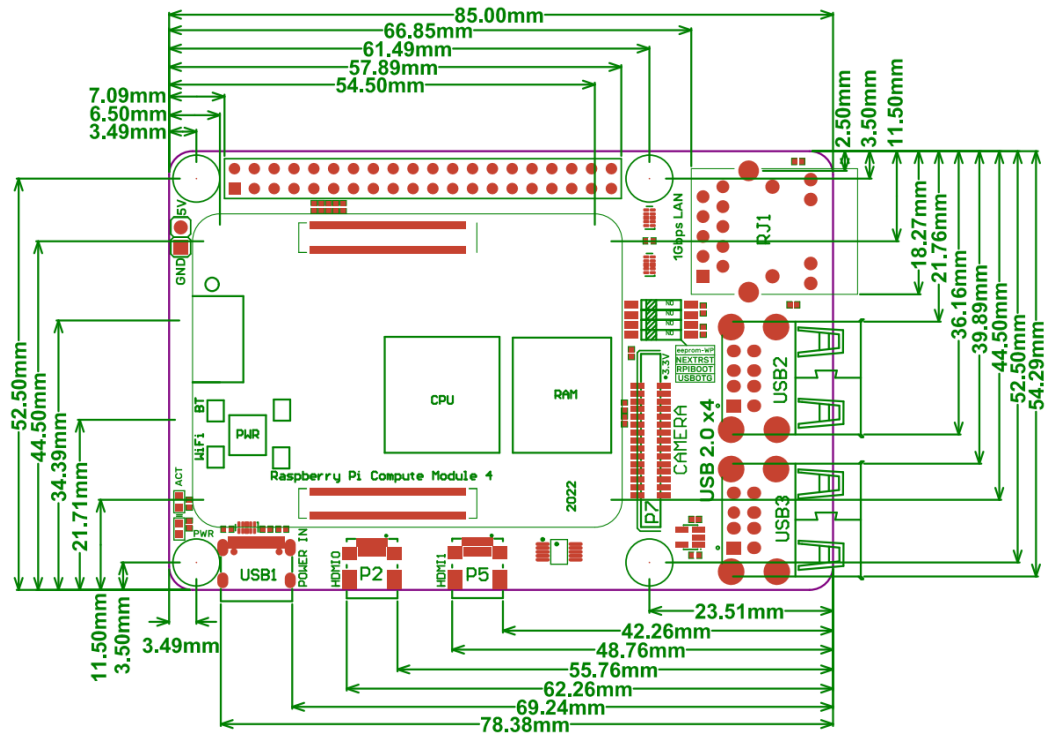 85.00mm
66.85mm
61.49mm
57.89mm
54.50mm
7.09mm
6.50mm
3.49mm
2.50mm
3.50mm
11.50mm
5V
GND
1Gbps LAN
RJ1
18.27mm
21.76mm
36.16mm
39.89mm
44.50mm
52.50mm
54.29mm
52.50mm
44.50mm
34.39mm
21.71mm
11.50mm
3.50mm
eeprom-WP
NEXTRST
RPIBOOT
USBOTG
3.3V
CPU
RAM
BT
WiFi
PWR
CAMERA
USB 2.0 x4
USB2
USB3
Raspberry Pi Compute Module 4
2022
P7
ACT
PWR
USB1
POWER IN
HDMI0
P2
HDMI1
P5
3.49mm
23.51mm
42.26mm
48.76mm
55.76mm
62.26mm
69.24mm
78.38mm